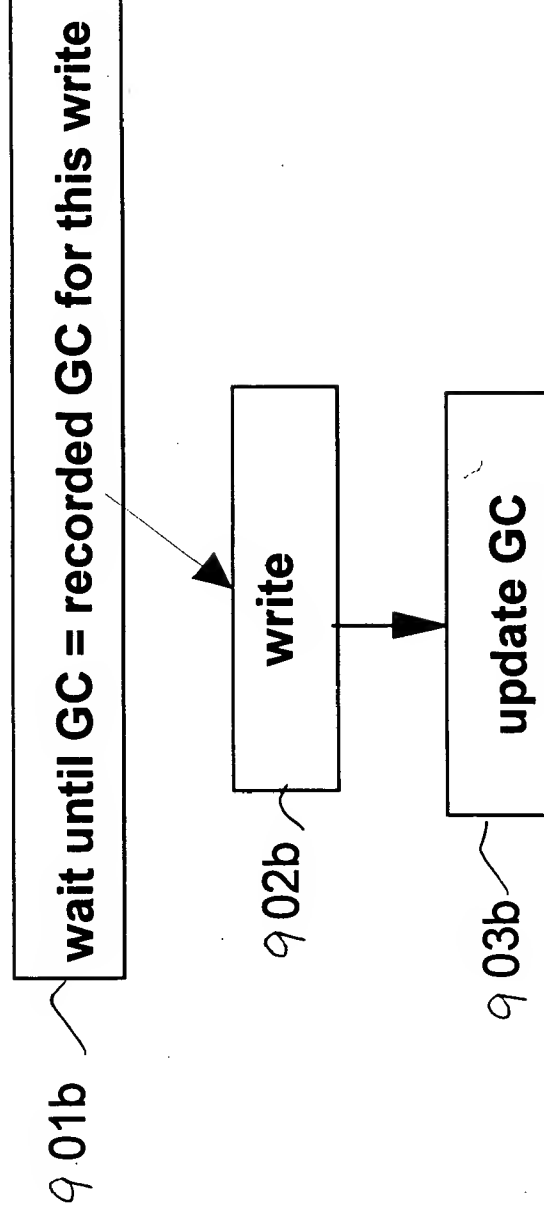 wait until GC = recorded GC for this write
901b
write
902b
update GC
903b